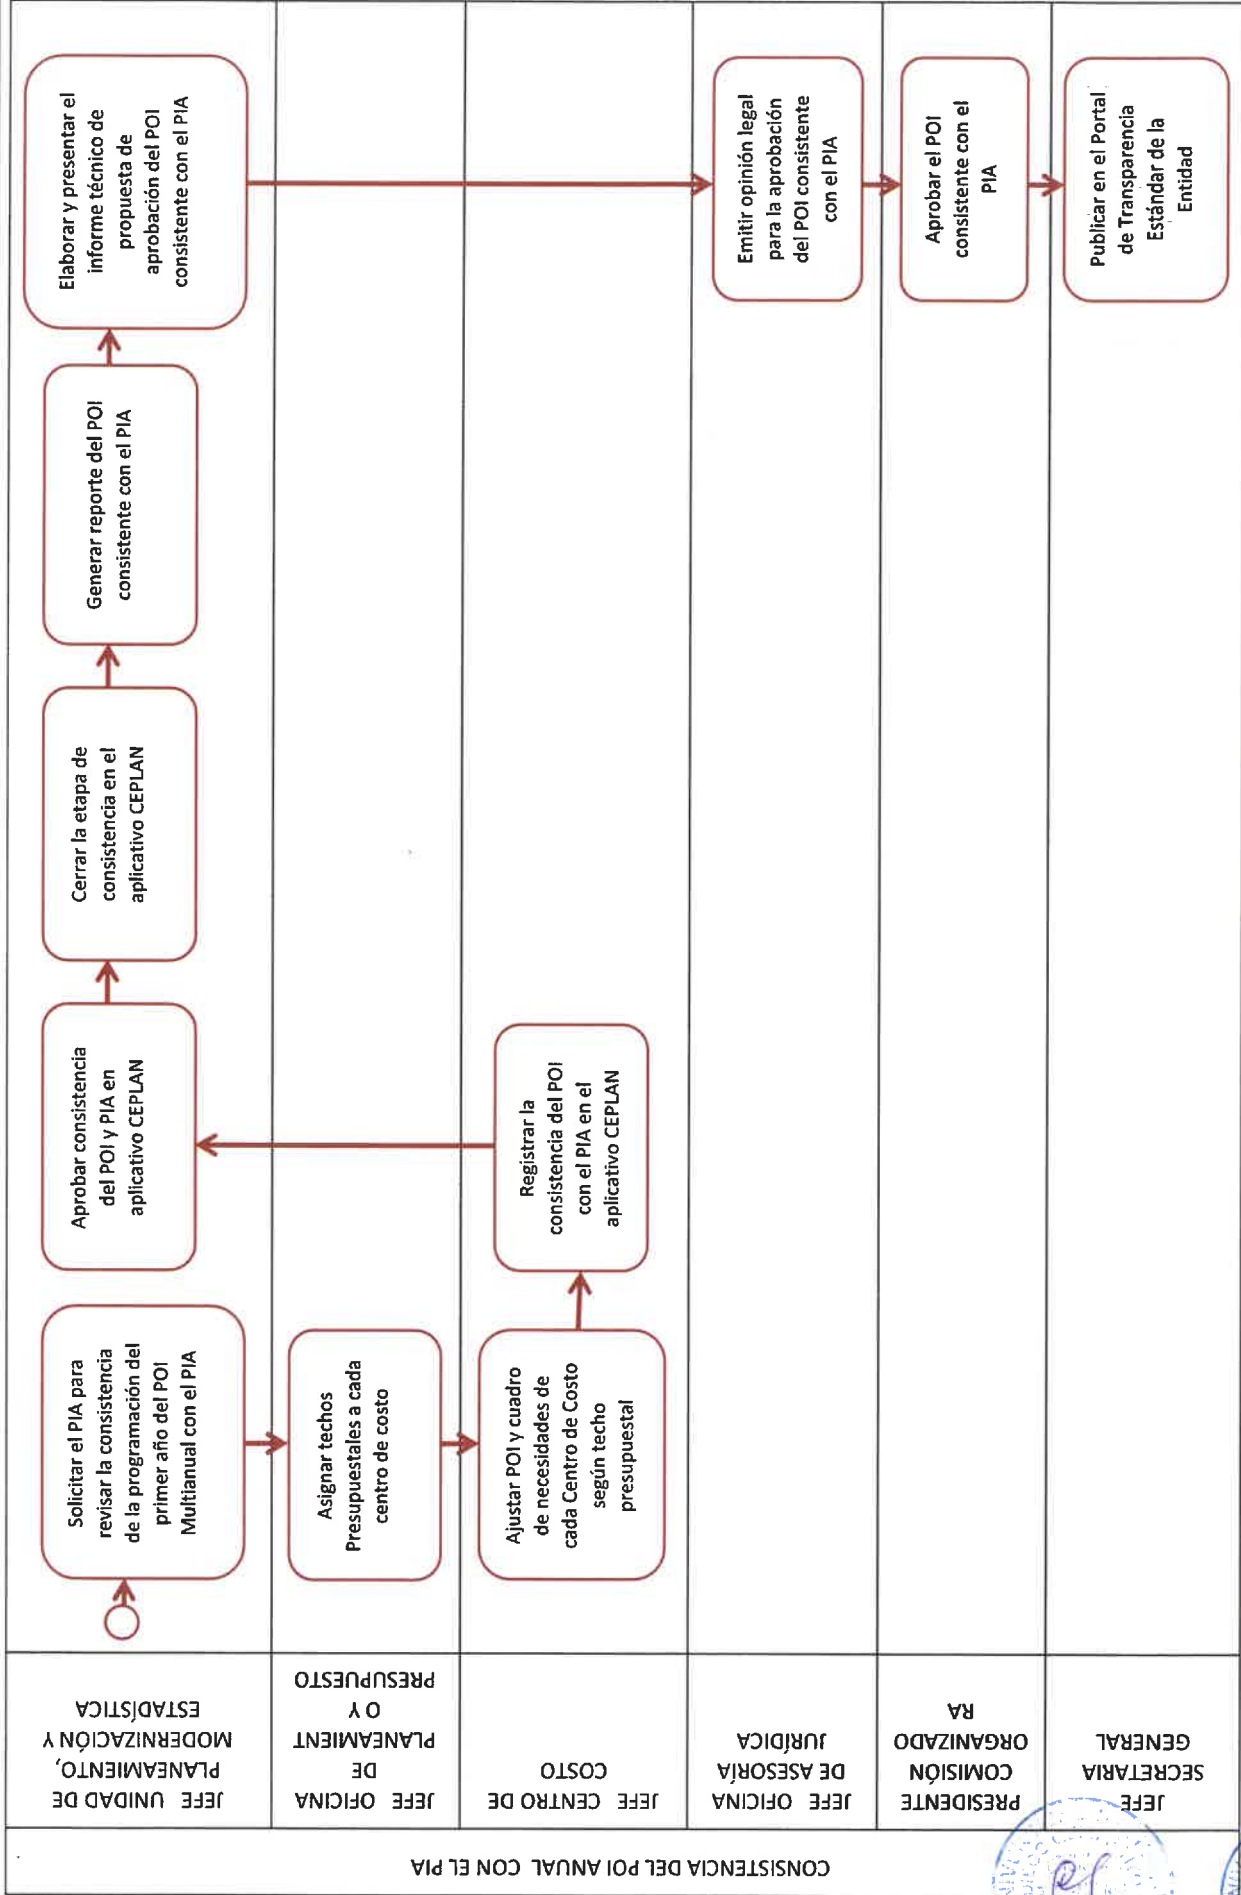 CONSISTENCIA DEL POI ANUAL CON EL PIA
JEFE UNIDAD DE
PLANEAMIENTO,
MODERNIZACIÓN Y
ESTADÍSTICA
JEFE OFICINA
DE
PLANEAMIENT
O Y
PRESUPUESTO
JEFE CENTRO DE
COSTO
JEFE OFICINA
DE ASESORÍA
JURÍDICA
PRESIDENTE
COMISIÓN
ORGANIZADO
RA
JEFE
SECRETARIA
GENERAL
Solicitar el PIA para
revisar la consistencia
de la programación del
primer año del POI
Multianual con el PIA
Asignar techos
Presupuestales a cada
centro de costo
Ajustar POI y cuadro
de necesidades de
cada Centro de Costo
según techo
presupuestal
Registrar la
consistencia del POI
con el PIA en el
aplicativo CEPLAN
Aprobar consistencia
del POI y PIA en
aplicativo CEPLAN
Cerrar la etapa de
consistencia en el
aplicativo CEPLAN
Generar reporte del POI
consistente con el PIA
Elaborar y presentar el
informe técnico de
propuesta de
aprobación del POI
consistente con el PIA
Emitir opinión legal
para la aprobación
del POI consistente
con el PIA
Aprobar el POI
consistente con el
PIA
Publicar en el Portal
de Transparencia
Estándar de la
Entidad